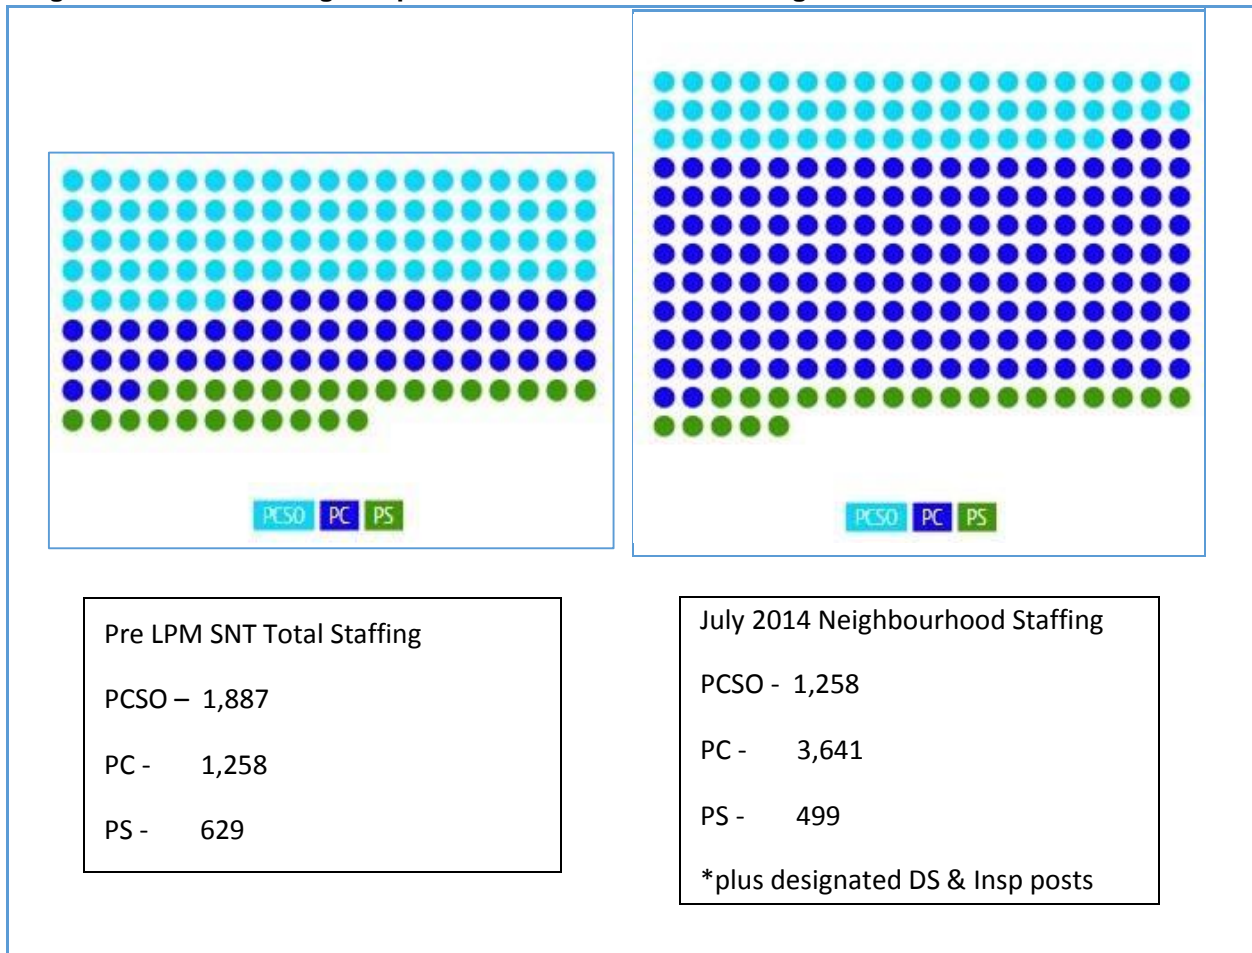 PCSO PC PS
PCSO PC PS
Pre LPM SNT Total Staffing
PCSO – 1,887
PC - 1,258
PS - 629
July 2014 Neighbourhood Staffing
PCSO - 1,258
PC - 3,641
PS - 499
*plus designated DS & Insp posts